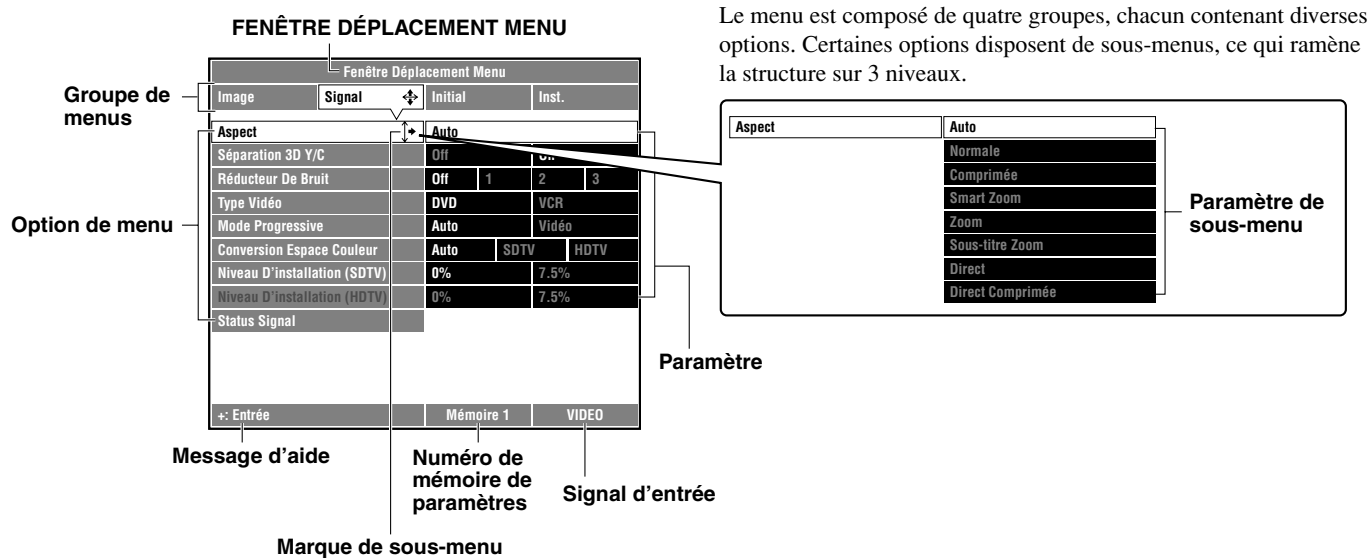 FENÊTRE DÉPLACEMENT MENU
Le menu est composé de quatre groupes, chacun contenant diverses
options. Certaines options disposent de sous-menus, ce qui ramène
la structure sur 3 niveaux.
Groupe de
menus
Fenêtre Déplacement Menu
Image Signal Initial Inst.
Option de menu
Aspect Auto
Séparation 3D Y/C Off On
Réducteur De Bruit Off 1 2 3
Type Vidéo DVD VCR
Mode Progressive Auto Vidéo
Conversion Espace Couleur Auto SDTV HDTV
Niveau D'installation (SDTV) 0% 7.5%
Niveau D'installation (HDTV) 0% 7.5%
Status Signal
+: Entrée Mémoire 1 VIDEO
Message d'aide
Numéro de
mémoire de
paramètres
Signal d'entrée
Marque de sous-menu
Paramètre
Aspect Auto
Normale
Comprimée
Smart Zoom
Zoom
Sous-titre Zoom
Direct
Direct Comprimée
Paramètre de
sous-menu